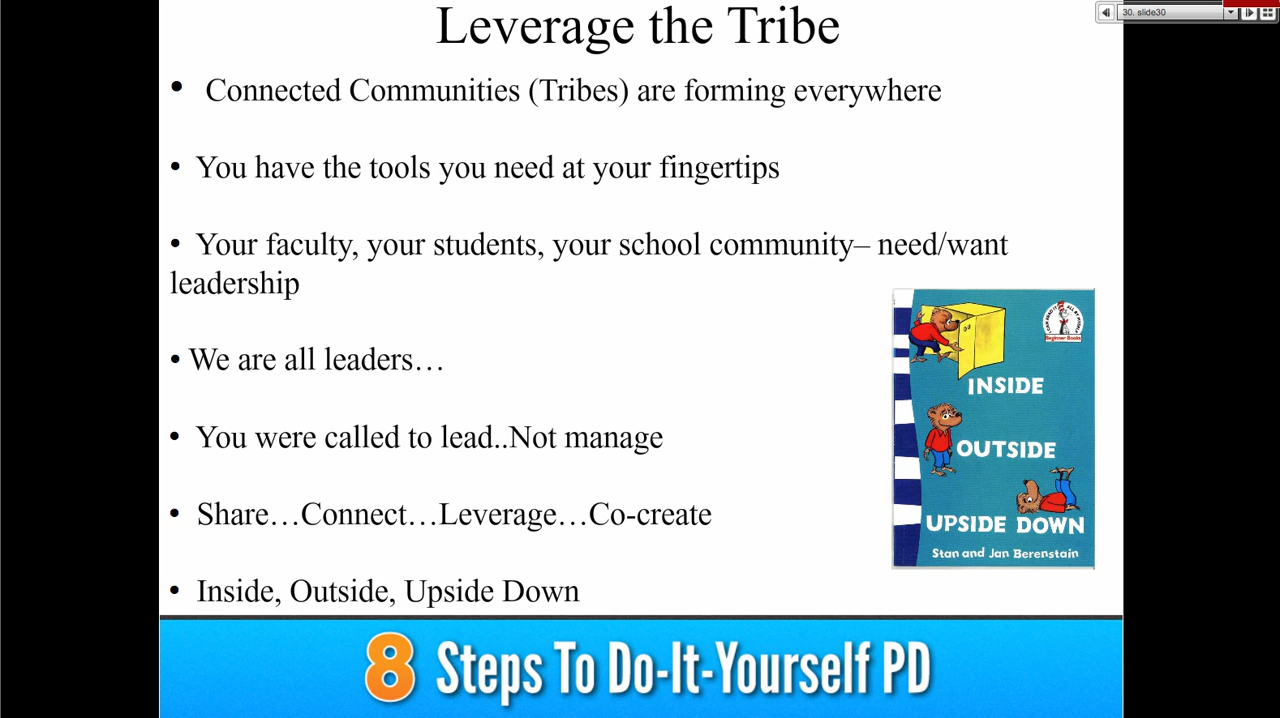 30. slide30
Leverage the Tribe
• Connected Communities (Tribes) are forming everywhere
• You have the tools you need at your fingertips
• Your faculty, your students, your school community– need/want
leadership
• We are all leaders…
• You were called to lead..Not manage
• Share…Connect…Leverage…Co-create
• Inside, Outside, Upside Down
Beginner Books
INSIDE
OUTSIDE
UPSIDE DOWN
Stan and Jan Berenstain
8 Steps To Do-It-Yourself PD